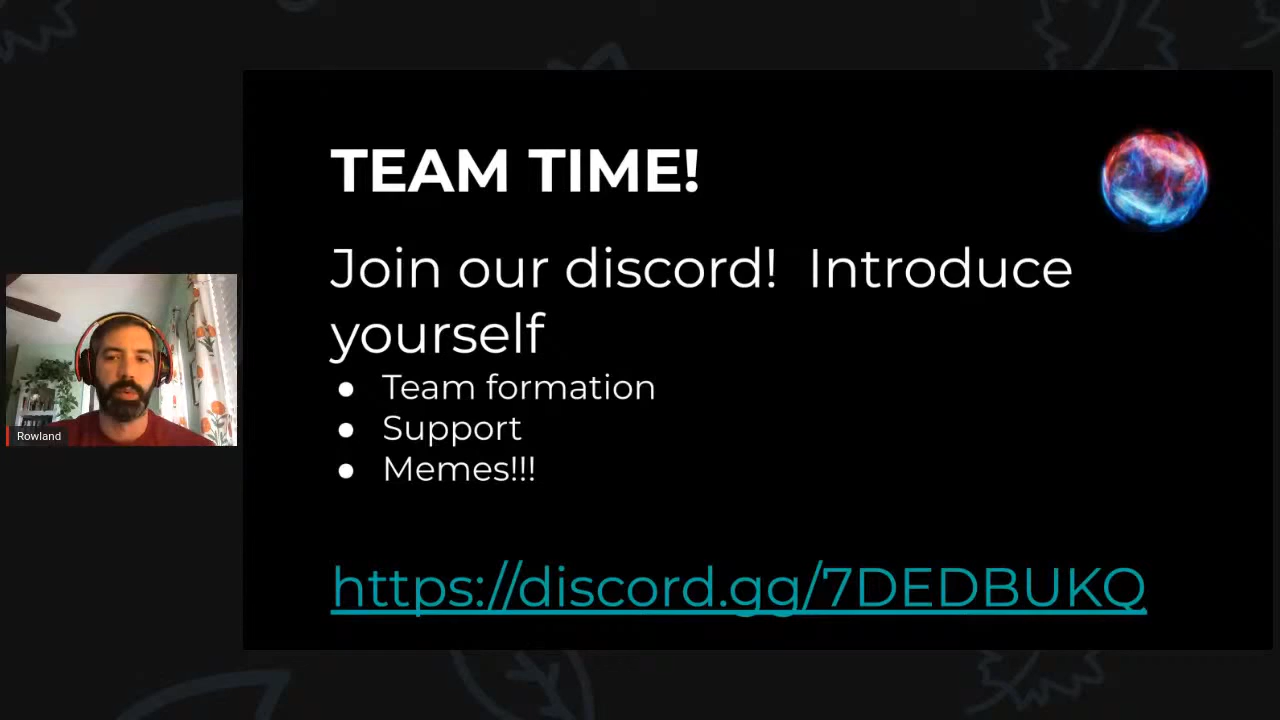 TEAM TIME!
Join our discord!  Introduce
yourself
● Team formation
● Support
● Memes!!!
https://discord.gg/7DEDBUKQ
Rowland